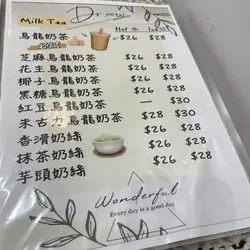 Milk Tea
Draw
Hot Ice
烏龍奶茶 $26 $28
芝麻烏龍奶茶 $26 $28
花生烏龍奶茶 $26 $28
椰子烏龍奶茶 $26 $28
黑糖烏龍奶茶 $26 $28
紅豆烏龍奶茶 — $30
朱古力烏龍奶茶 $28 $30
香滑奶綠 $26 $28
抹茶奶綠 $26 $28
芋頭奶綠 $26 $28
Wonderful
Every day is a good day